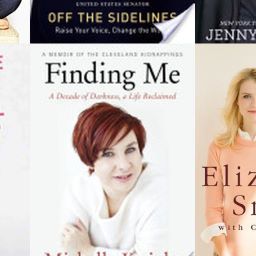 UNITED STATES SENATOR
OFF THE SIDELINES
Raise Your Voice, Change the
NEW YORK
JENNY
A MEMOIR OF THE CLEVELAND KIDNAPPINGS
Finding Me
A Decade of Darkness, a Life Reclaimed
Eliz
S
with C